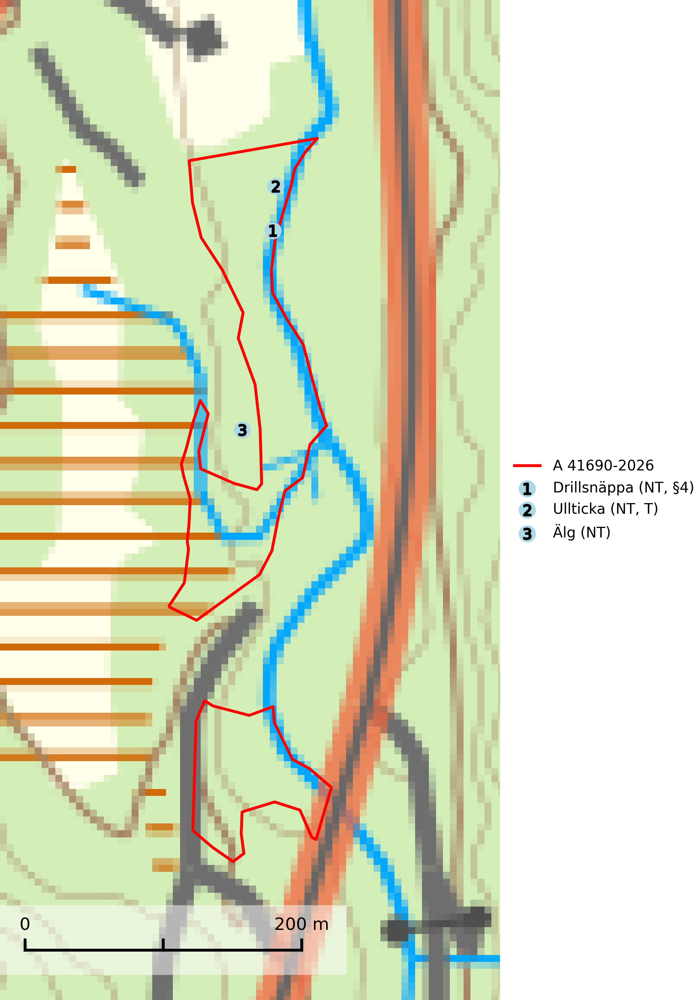 2
1
3
A 41690-2026
1 Drillsnäppa (NT, §4)
2 Ullticka (NT, T)
3 Älg (NT)
0 200 m